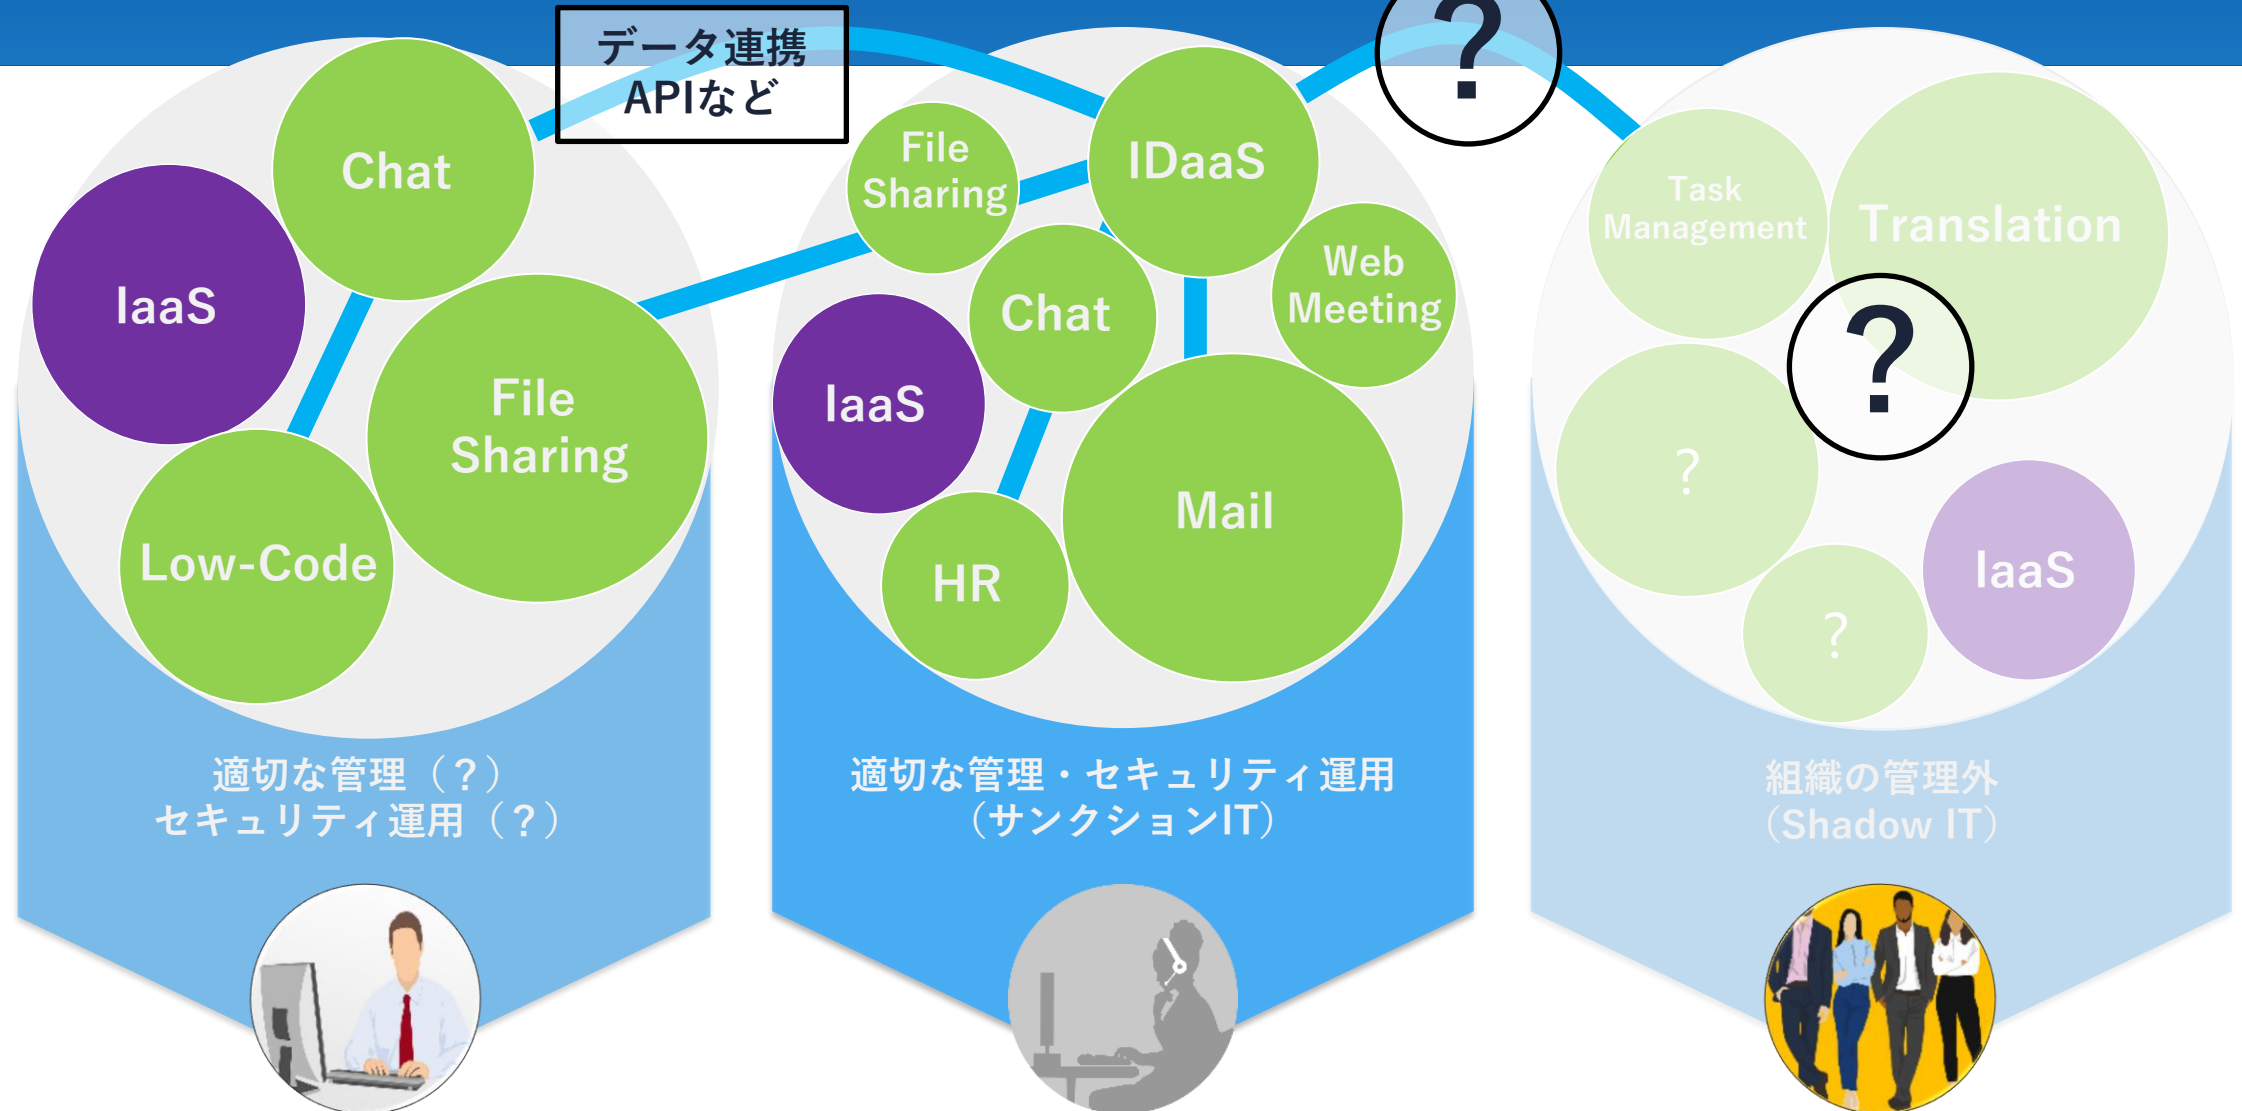 データ連携
APIなど
?
Chat
IaaS
File
Sharing
Low-Code
適切な管理（？）
セキュリティ運用（？）
File
Sharing
IDaaS
Web
Meeting
Chat
IaaS
Mail
HR
適切な管理・セキュリティ運用
（サンクションIT）
Task
Management
Translation
?
?
IaaS
?
組織の管理外
（Shadow IT）